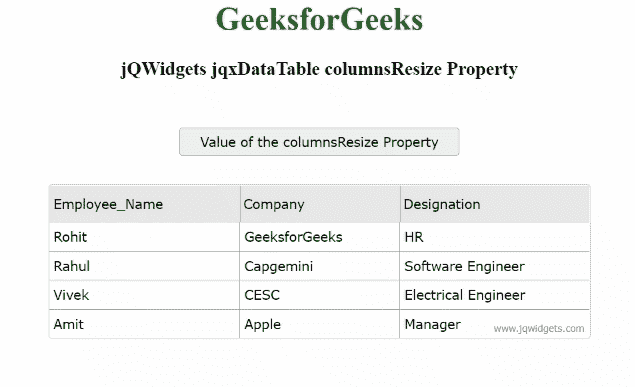 GeeksforGeeks
jQWidgets jqxDataTable columnsResize Property
Value of the columnsResize Property
Employee_Name Company Designation
Rohit GeeksforGeeks HR
Rahul Capgemini Software Engineer
Vivek CESC Electrical Engineer
Amit Apple Manager
www.jqwidgets.com